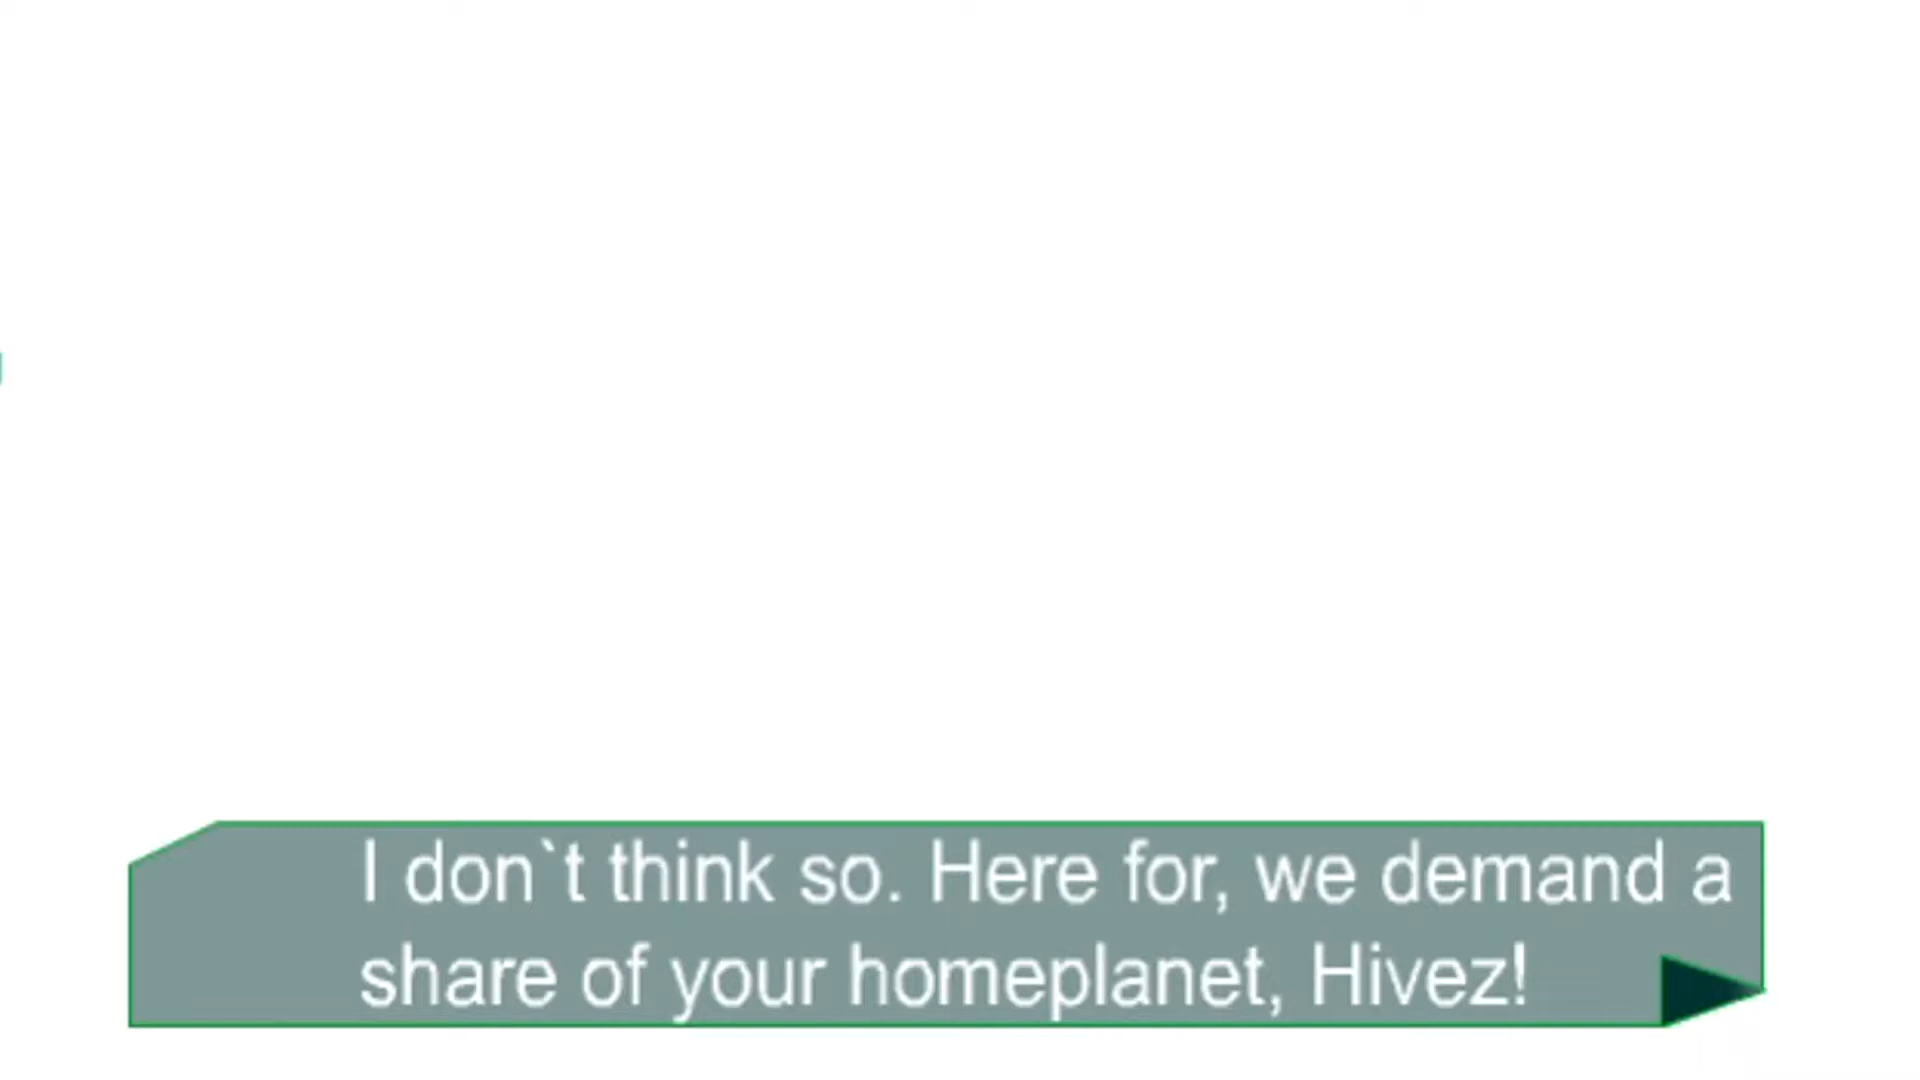 I don`t think so. Here for, we demand a
share of your homeplanet, Hivez!